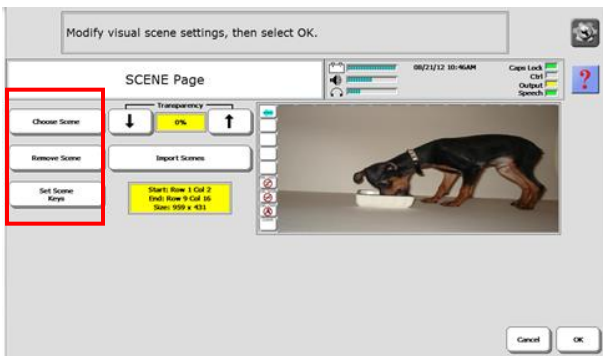 Modify visual scene settings, then select OK.
SCENE Page
08/21/12 10:46AM
Caps Lock
Ctrl
Output
Speech
?
Choose Scene
Transparency
0%
Remove Scene
Import Scenes
Set Scene
Keys
Start: Row 1 Col 2
End: Row 9 Col 16
Size: 959 x 431
Cancel
OK